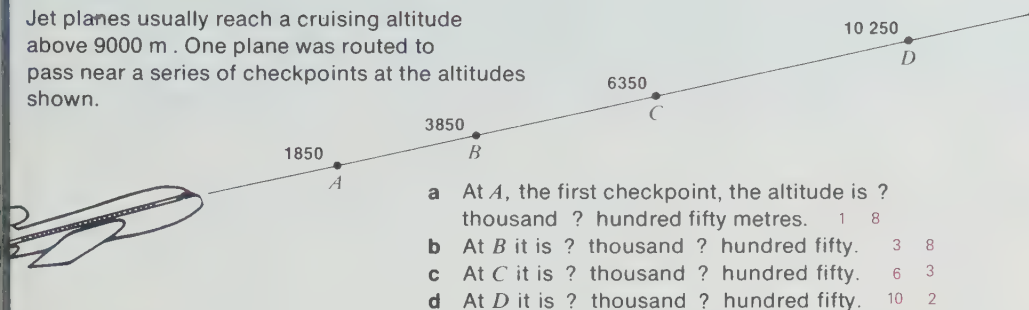 Jet planes usually reach a cruising altitude
above 9000 m . One plane was routed to
pass near a series of checkpoints at the altitudes
shown.
10 250
D
6350
C
3850
B
1850
A
a At A, the first checkpoint, the altitude is ?
thousand ? hundred fifty metres. 1 8
b At B it is ? thousand ? hundred fifty. 3 8
c At C it is ? thousand ? hundred fifty. 6 3
d At D it is ? thousand ? hundred fifty. 10 2